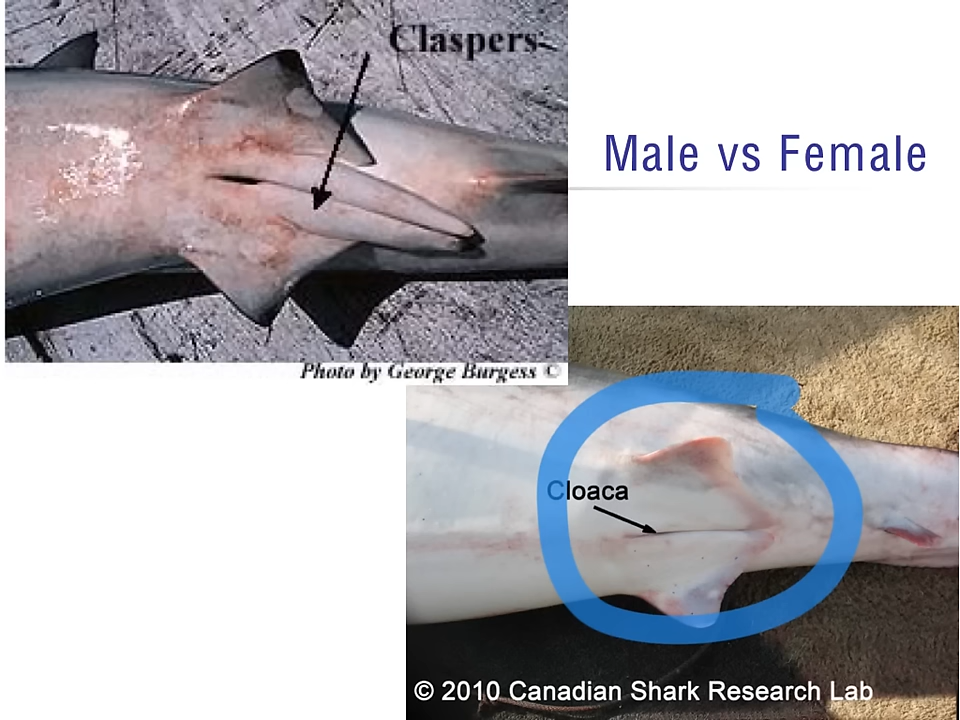 Claspers
Male vs Female
Photo by George Burgess ©
Cloaca
© 2010 Canadian Shark Research Lab